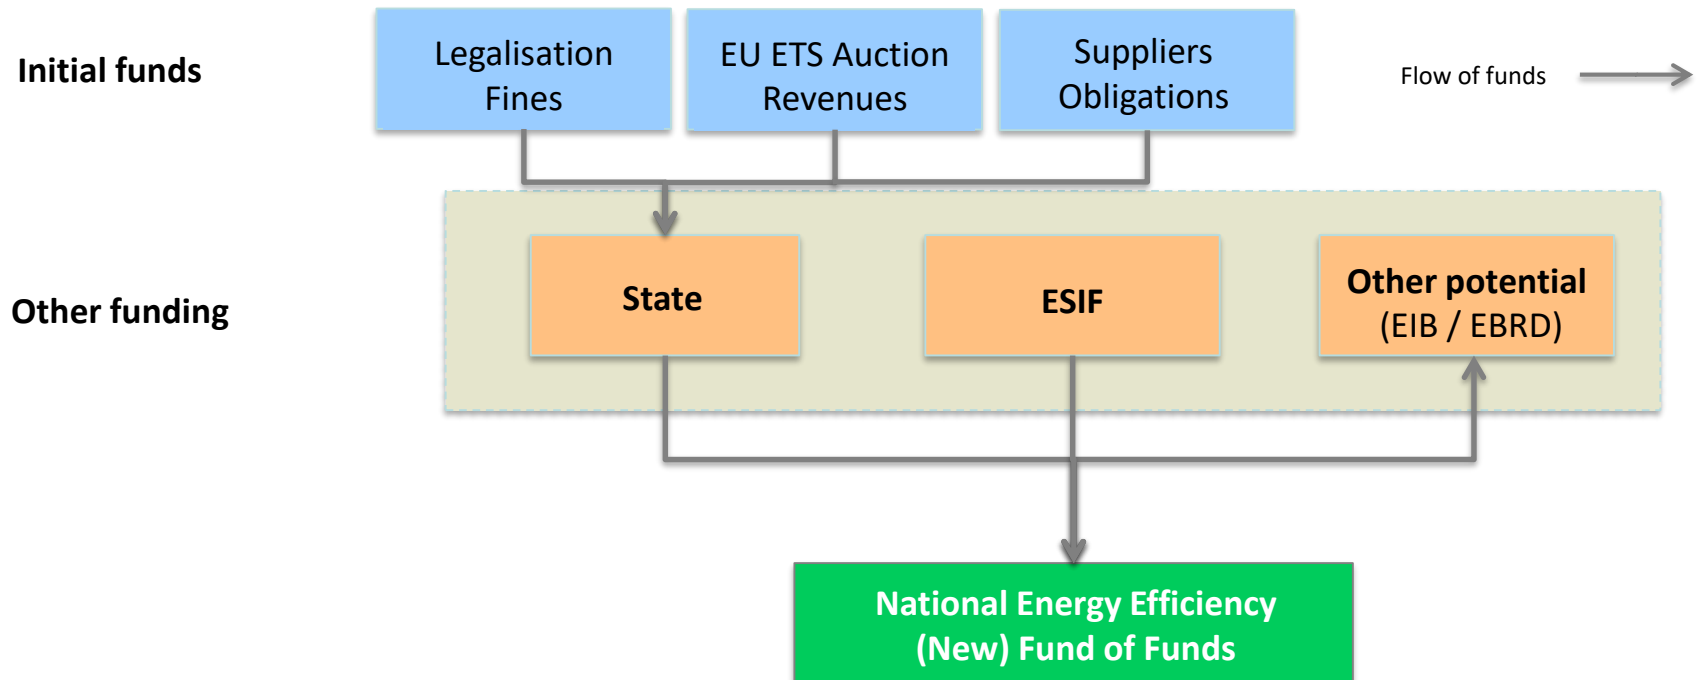 Initial funds
Legalisation
Fines
EU ETS Auction
Revenues
Suppliers
Obligations
Flow of funds
Other funding
State
ESIF
Other potential
(EIB / EBRD)
National Energy Efficiency
(New) Fund of Funds